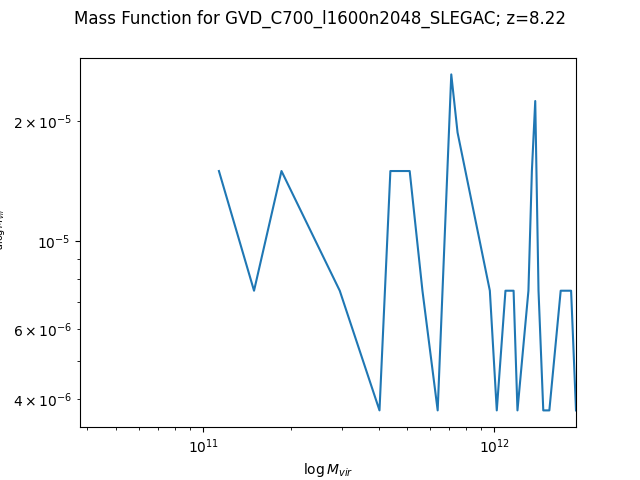 Mass Function for GVD_C700_l1600n2048_SLEGAC; z=8.22
2 × 10⁻⁵
10⁻⁵
6 × 10⁻⁶
4 × 10⁻⁶
10¹¹
10¹²
log M_vir